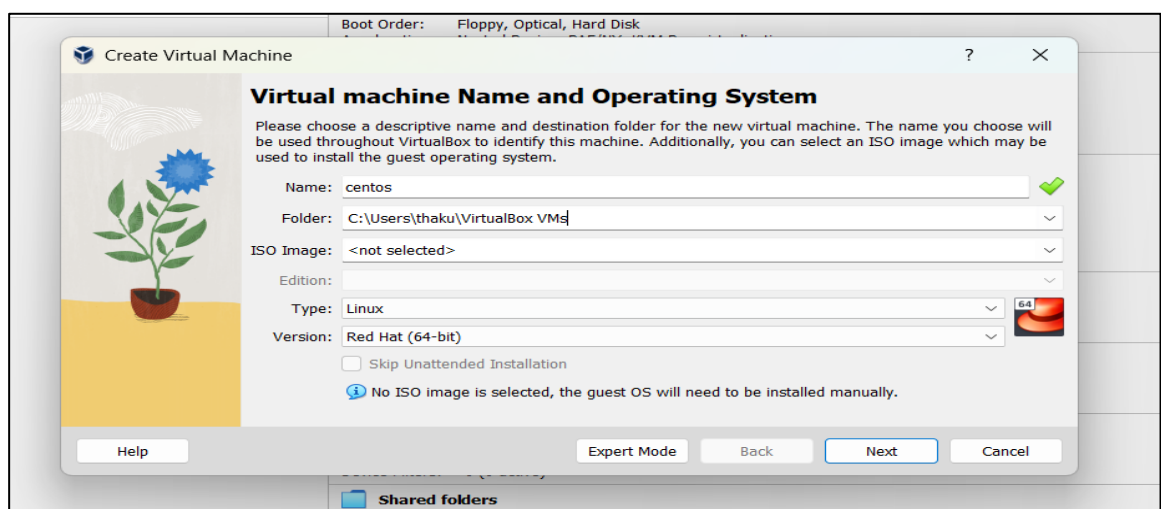 Boot Order: Floppy, Optical, Hard Disk
Create Virtual Machine
?
Virtual machine Name and Operating System
Please choose a descriptive name and destination folder for the new virtual machine. The name you choose will
be used throughout VirtualBox to identify this machine. Additionally, you can select an ISO image which may be
used to install the guest operating system.
Name: centos
Folder: C:\Users\thaku\VirtualBox VMs
ISO Image: <not selected>
Edition:
Type: Linux
64
Version: Red Hat (64-bit)
Skip Unattended Installation
No ISO image is selected, the guest OS will need to be installed manually.
Help Expert Mode Back Next Cancel
Shared folders